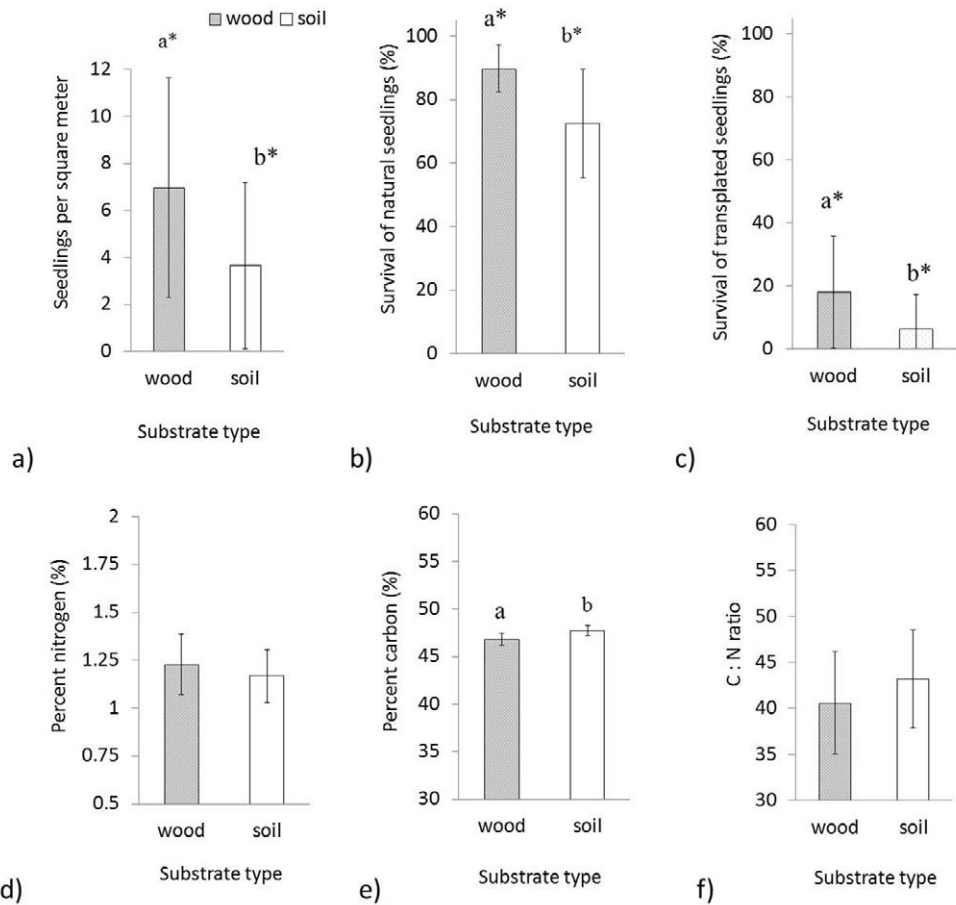 wood soil
a*
b*
Seedlings per square meter
12
10
8
6
4
2
0
wood soil
Substrate type
a)
a*
b*
Survival of natural seedlings (%)
100
80
60
40
20
0
wood soil
Substrate type
b)
a*
b*
Survival of transplated seedlings (%)
100
80
60
40
20
0
wood soil
Substrate type
c)
Percent nitrogen (%)
2
1.75
1.5
1.25
1
0.75
0.5
wood soil
Substrate type
d)
a
b
Percent carbon (%)
60
55
50
45
40
35
30
wood soil
Substrate type
e)
C : N ratio
60
55
50
45
40
35
30
wood soil
Substrate type
f)